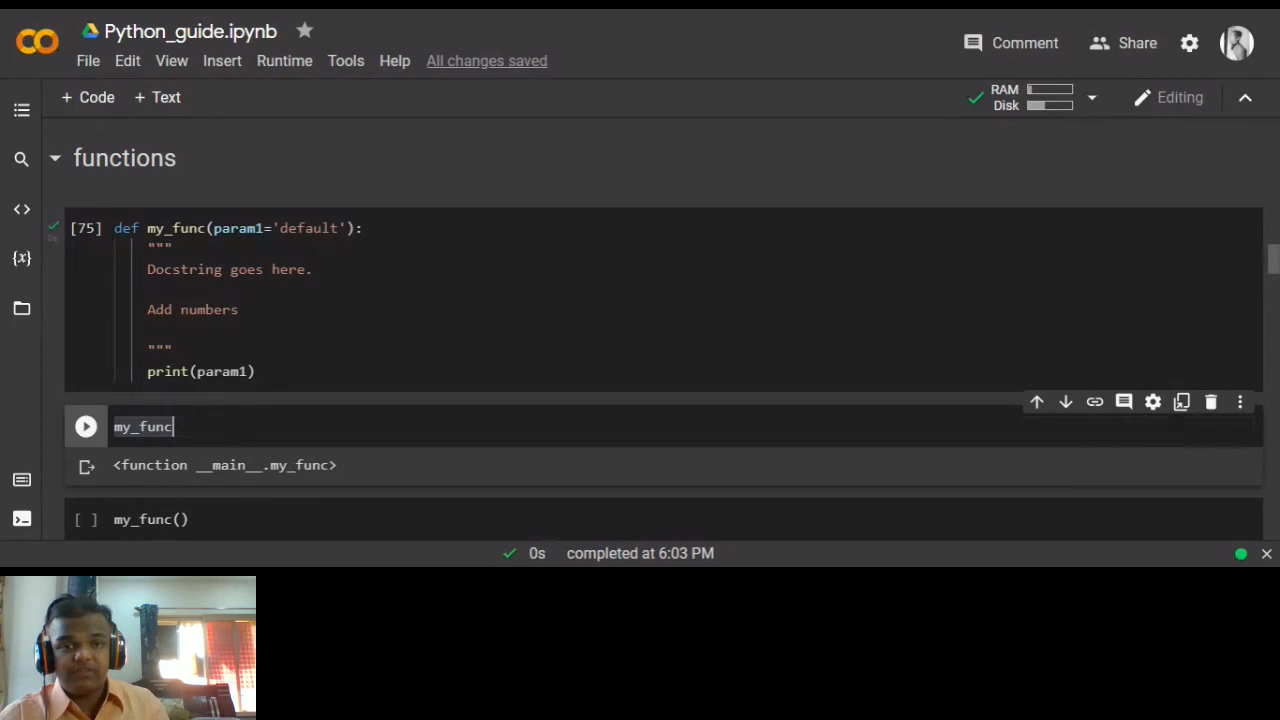 Python_guide.ipynb
File Edit View Insert Runtime Tools Help All changes saved
Comment Share
+ Code + Text
RAM
Disk
Editing
functions
[75] def my_func(param1='default'):
0s
"""
Docstring goes here.
Add numbers
"""
print(param1)
my_func
<function __main__.my_func>
[ ] my_func()
0s completed at 6:03 PM